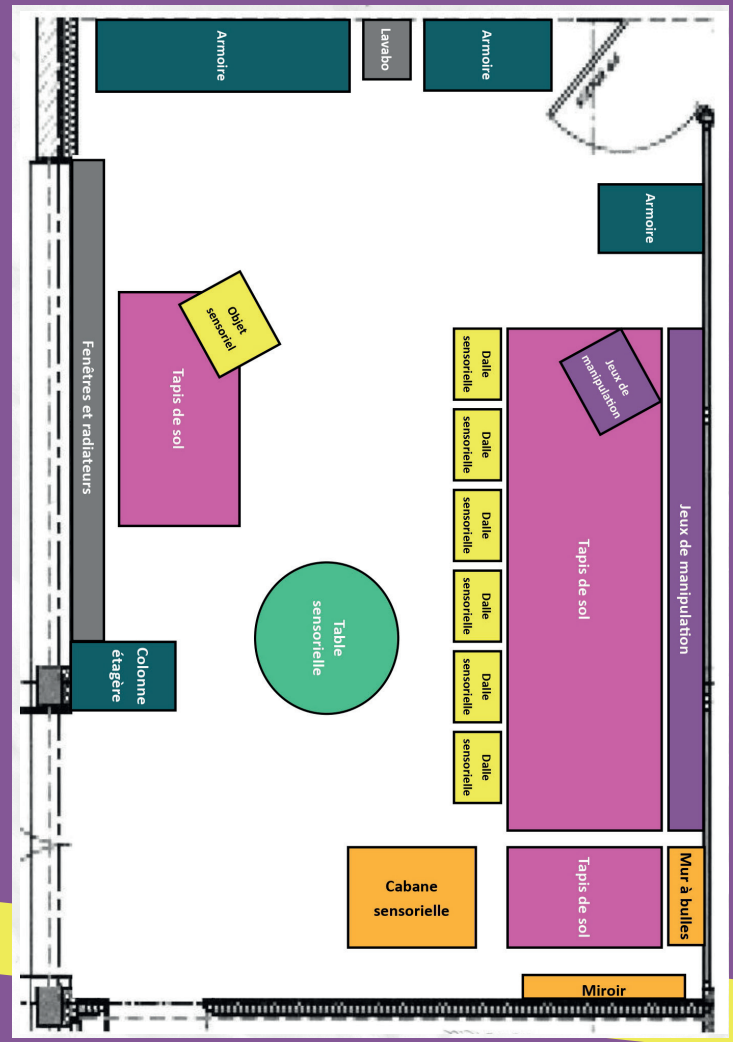 Armoire
Lavabo
Armoire
Armoire
Objet
sensoriel
Tapis de sol
Fenêtres et radiateurs
Dalle
sensorielle
Dalle
sensorielle
Dalle
sensorielle
Dalle
sensorielle
Dalle
sensorielle
Dalle
sensorielle
Jeux de
manipulation
Tapis de sol
Jeux de manipulation
Table
sensorielle
Colonne
étagère
Cabane
sensorielle
Tapis de sol
Mur à bulles
Miroir